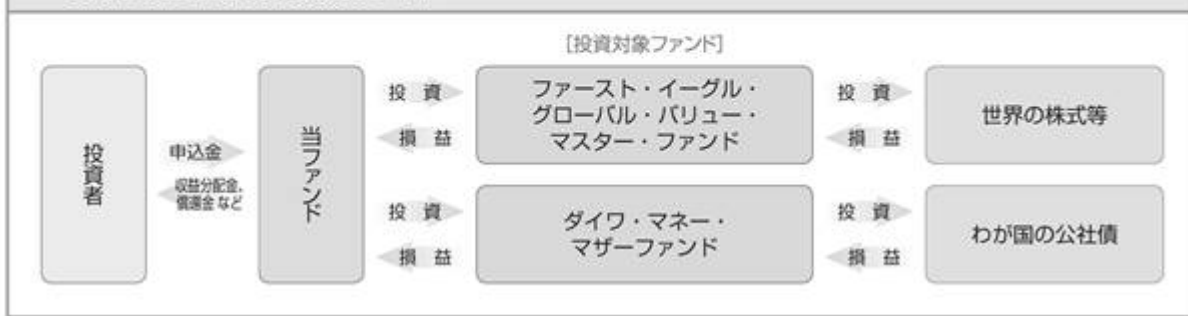 [投資対象ファンド]
投資者
申込金
収益分配金、
償還金 など
当ファンド
投 資
損 益
ファースト・イーグル・
グローバル・バリュー・
マスター・ファンド
投 資
損 益
世界の株式等
投 資
損 益
ダイワ・マネー・
マザーファンド
投 資
損 益
わが国の公社債